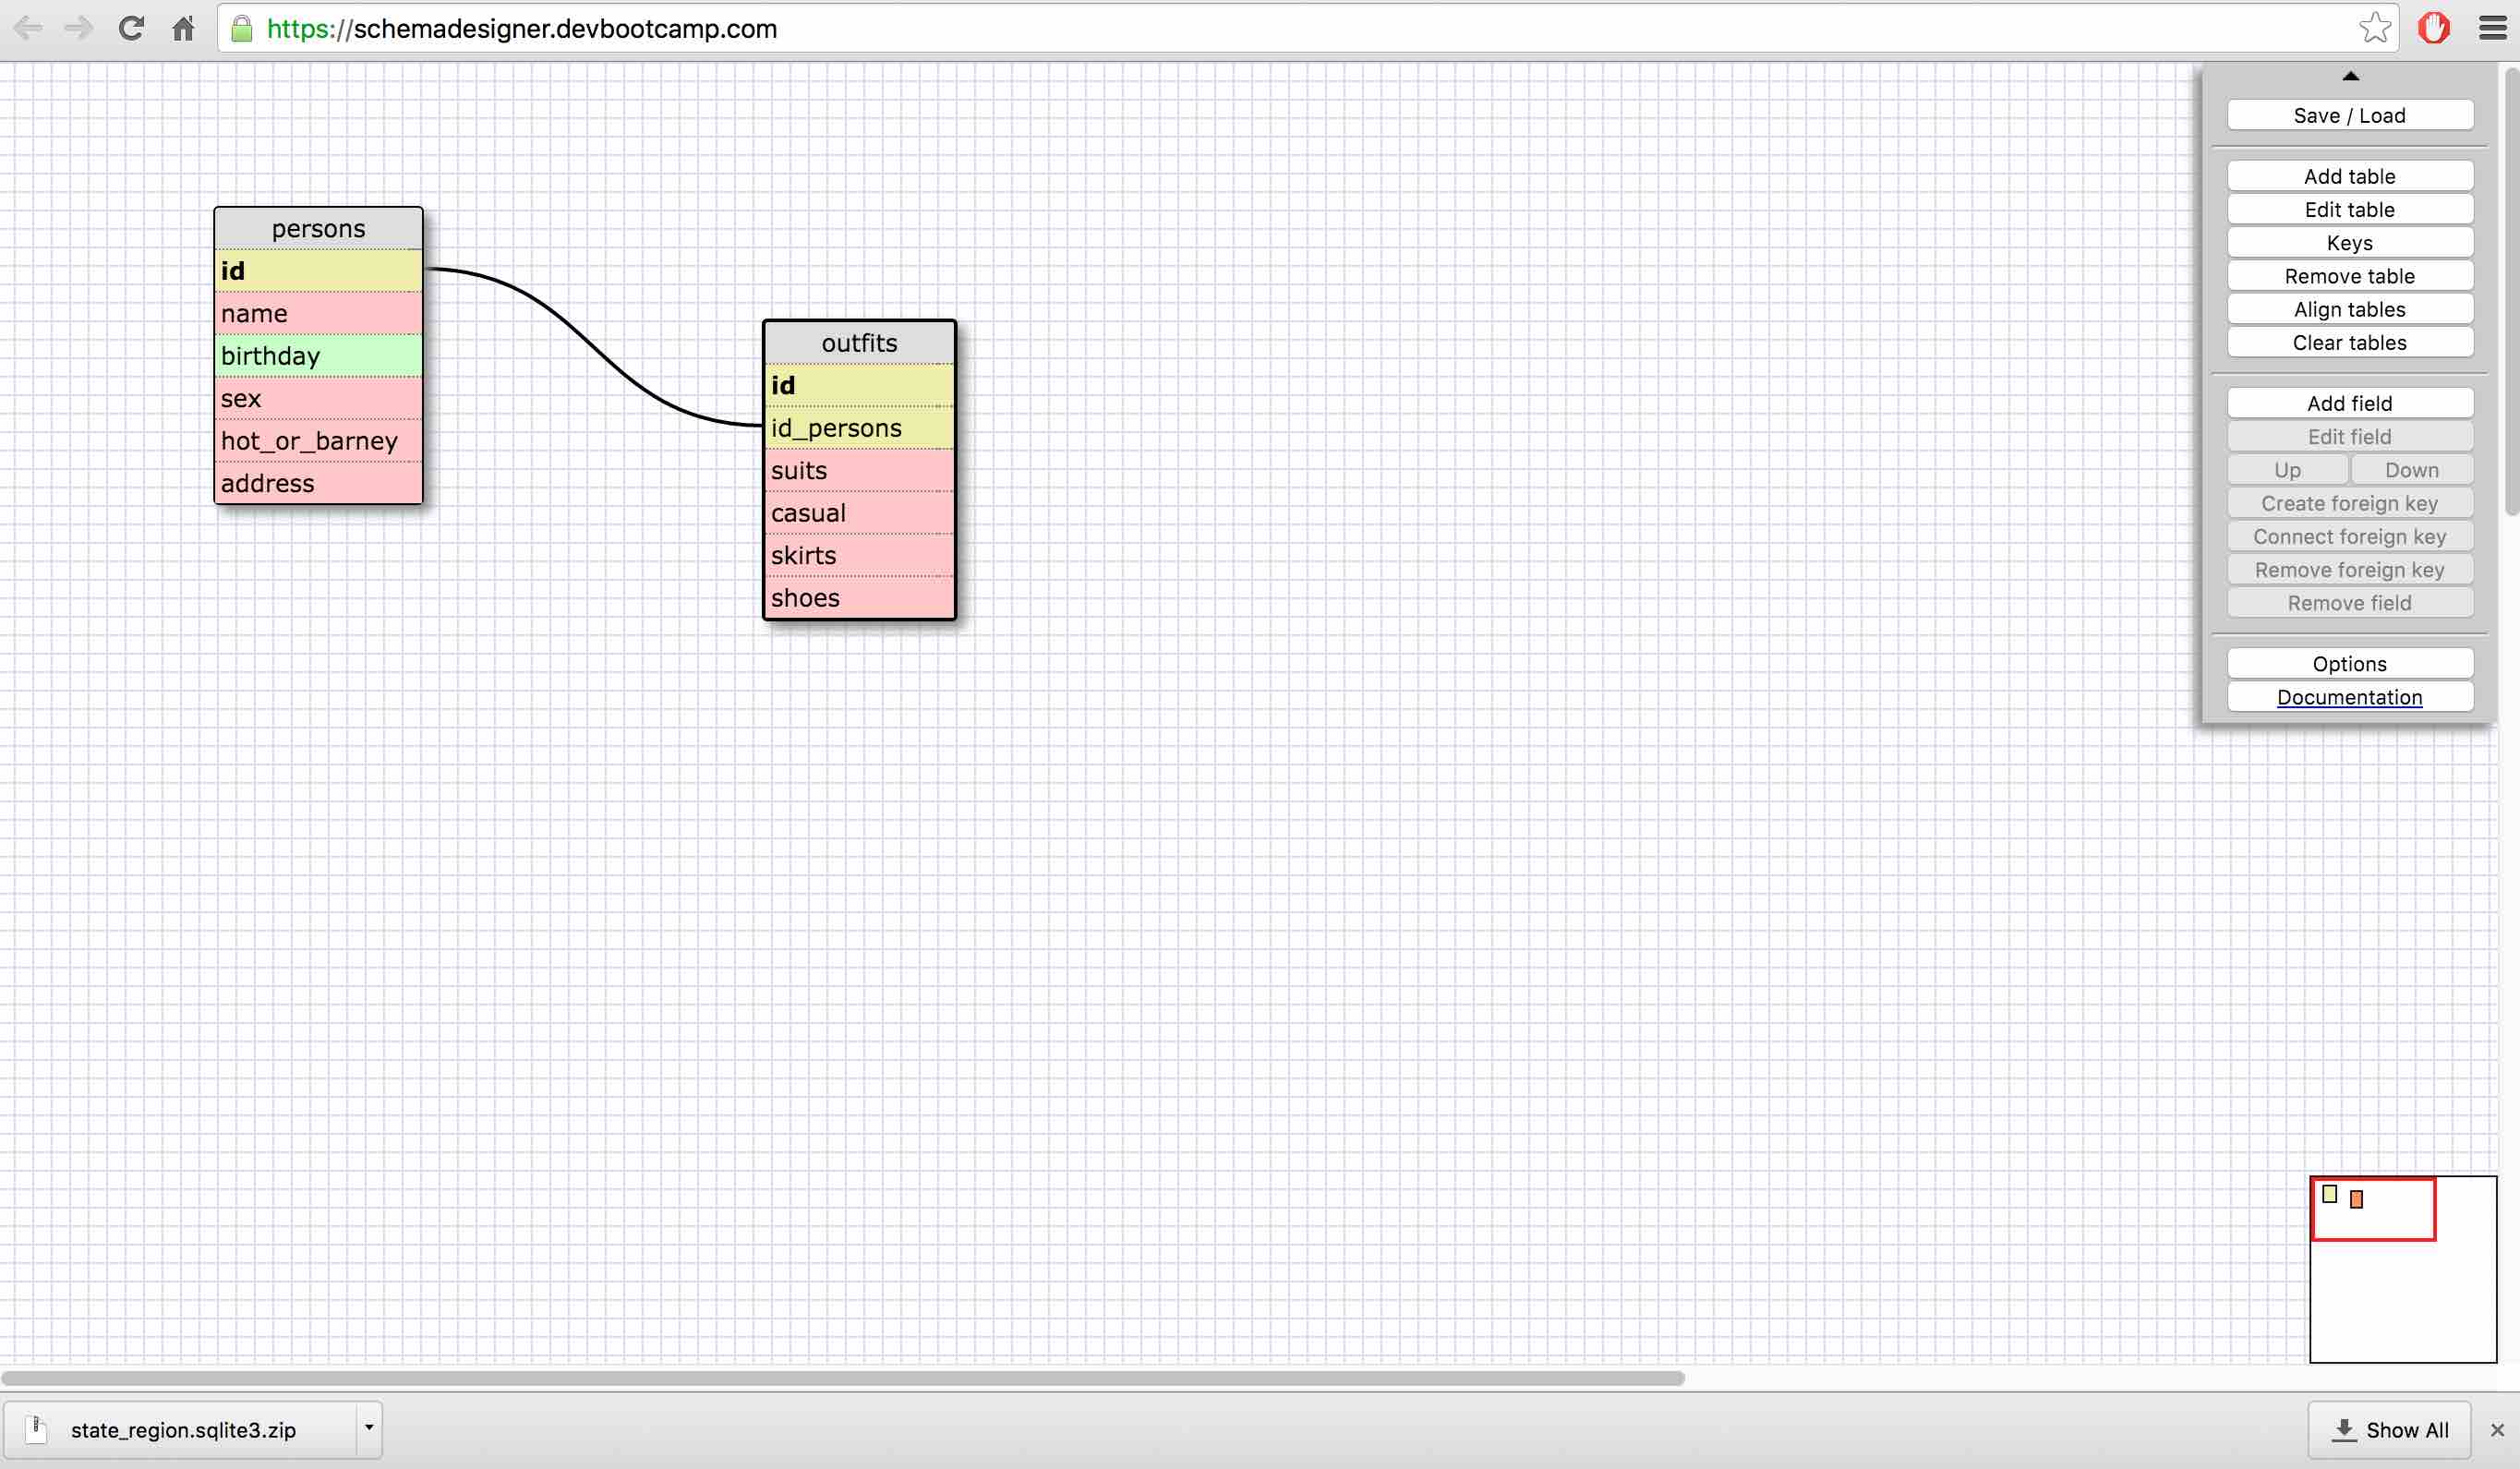 https://schemadesigner.devbootcamp.com
persons
id
name
birthday
sex
hot_or_barney
address
outfits
id
id_persons
suits
casual
skirts
shoes
Save / Load
Add table
Edit table
Keys
Remove table
Align tables
Clear tables
Add field
Edit field
Up Down
Create foreign key
Connect foreign key
Remove foreign key
Remove field
Options
Documentation
state_region.sqlite3.zip
Show All